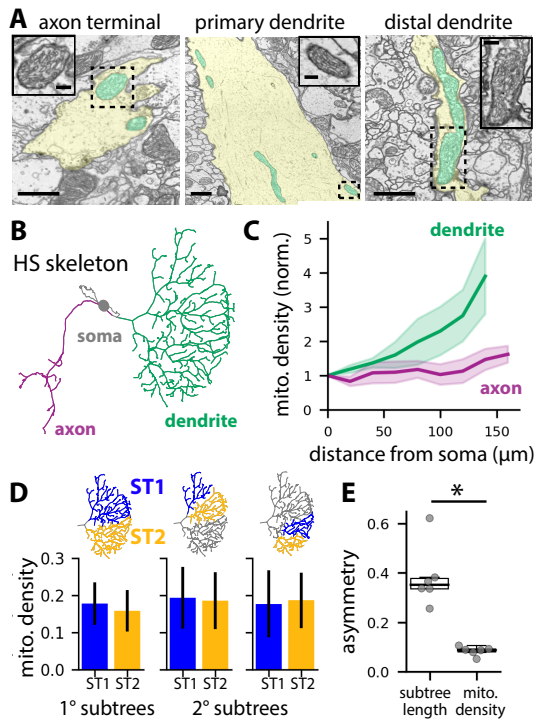 A axon terminal primary dendrite distal dendrite
B
HS skeleton
soma
axon
dendrite
C
dendrite
axon
mito. density (norm.)
5
4
3
2
1
0
0 50 100 150
distance from soma (μm)
D
ST1
ST2
mito. density
0.3
0.2
0.1
0.0
ST1 ST2 ST1 ST2 ST1 ST2
1° subtrees 2° subtrees
E
*
asymmetry
0.6
0.4
0.2
0.0
subtree mito.
length density